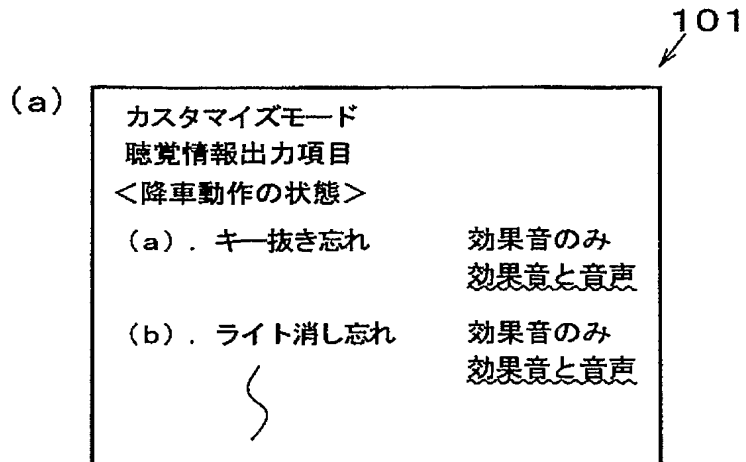 101
(a)
カスタマイズモード
聴覚情報出力項目
<降車動作の状態>
(a). キー抜き忘れ 効果音のみ
効果音と音声
(b). ライト消し忘れ 効果音のみ
効果音と音声